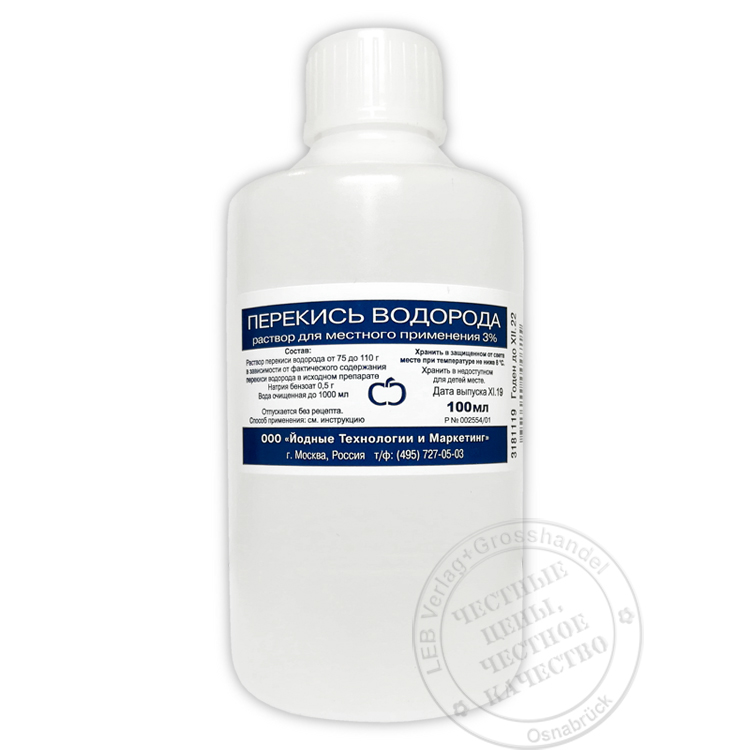 ПЕРЕКИСЬ ВОДОРОДА
раствор для местного применения 3%
Состав:
Раствор перекиси водорода от 75 до 110 г
в зависимости от фактического содержания
перекиси водорода в исходном препарате
Натрия бензоат 0,5 г
Вода очищенная до 1000 мл
Отпускается без рецепта.
Способ применения: см. инструкцию
Хранить в защищенном от света
месте при температуре не ниже 8 °С.
Хранить в недоступном
для детей месте.
Дата выпуска XI.19
100мл
Р № 002554/01
ООО «Йодные Технологии и Маркетинг»
г. Москва, Россия т/ф: (495) 727-05-03
3181119 Годен до XII.22
LEB Verlag+Grosshandel
ЧЕСТНЫЕ
ЦЕНЫ,
ЧЕСТНОЕ
КАЧЕСТВО
Osnabrück